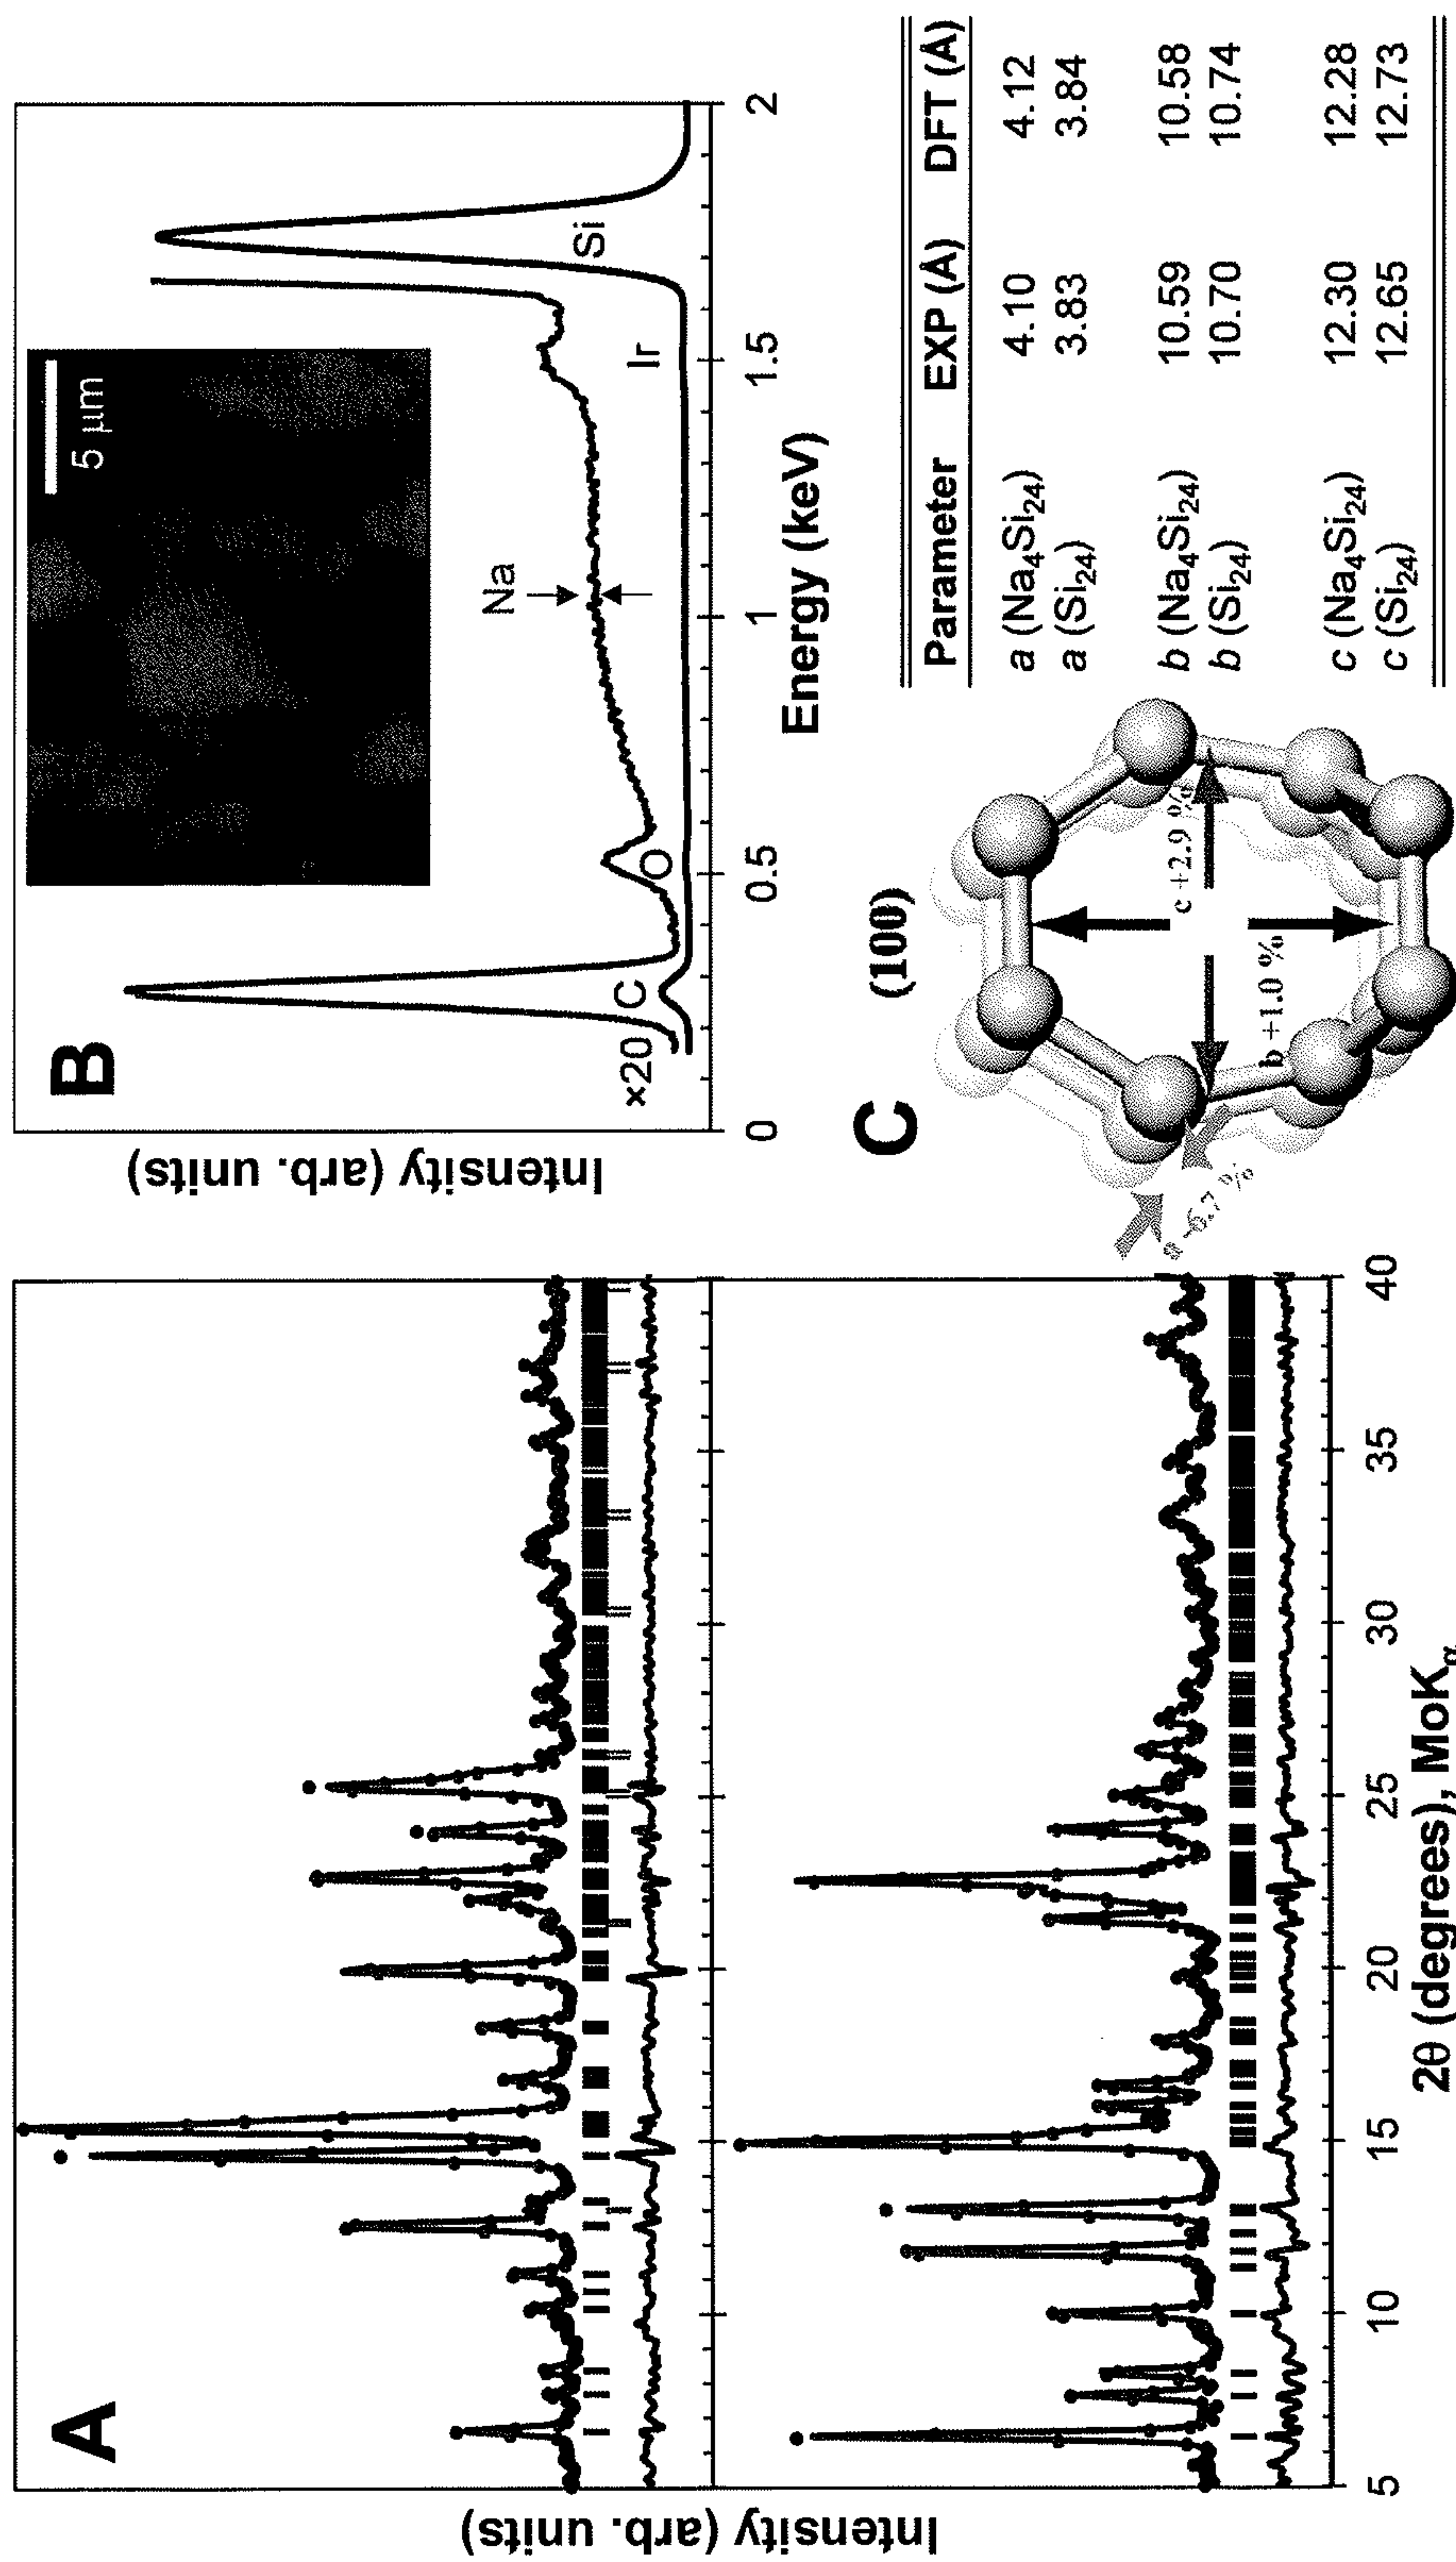 A
Intensity (arb. units)
5 10 15 20 25 30 35 40
2θ (degrees), MoKα
B
Intensity (arb. units)
5 μm
Na
×20
C
O
Ir
Si
0 0.5 1 1.5 2
Energy (keV)
C
(100)
a -6.7 %
b +1.0 %
c +2.9 %
Parameter EXP (Å) DFT (Å)
a (Na₄Si₂₄) 4.10 4.12
a (Si₂₄) 3.83 3.84
b (Na₄Si₂₄) 10.59 10.58
b (Si₂₄) 10.70 10.74
c (Na₄Si₂₄) 12.30 12.28
c (Si₂₄) 12.65 12.73